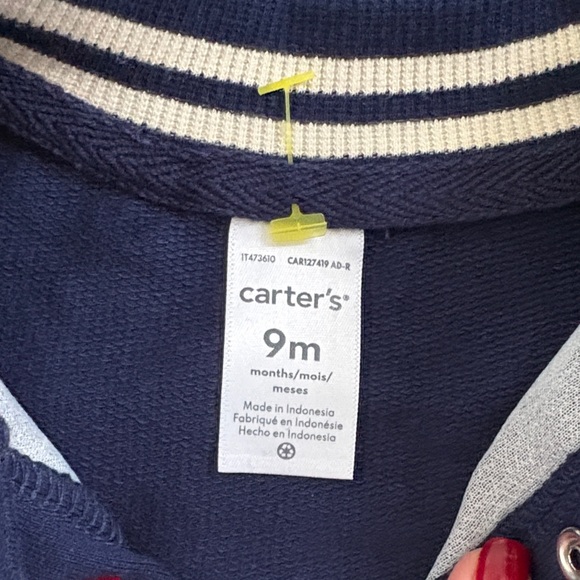 1T473610 CAR127419 AD-R
carter's®
9m
months/mois/
meses
Made in Indonesia
Fabriqué en Indonésie
Hecho en Indonesia